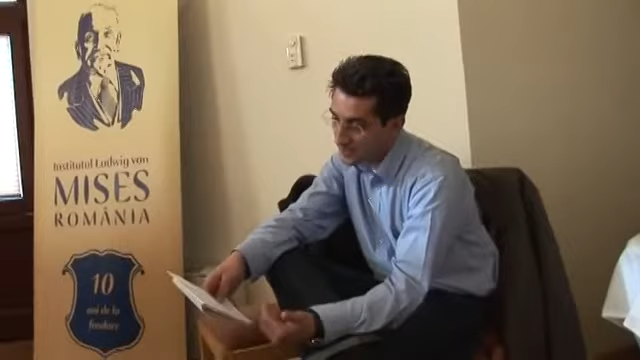 Institutul Ludwig von
MISES
ROMÂNIA
10
ani de la
fondare